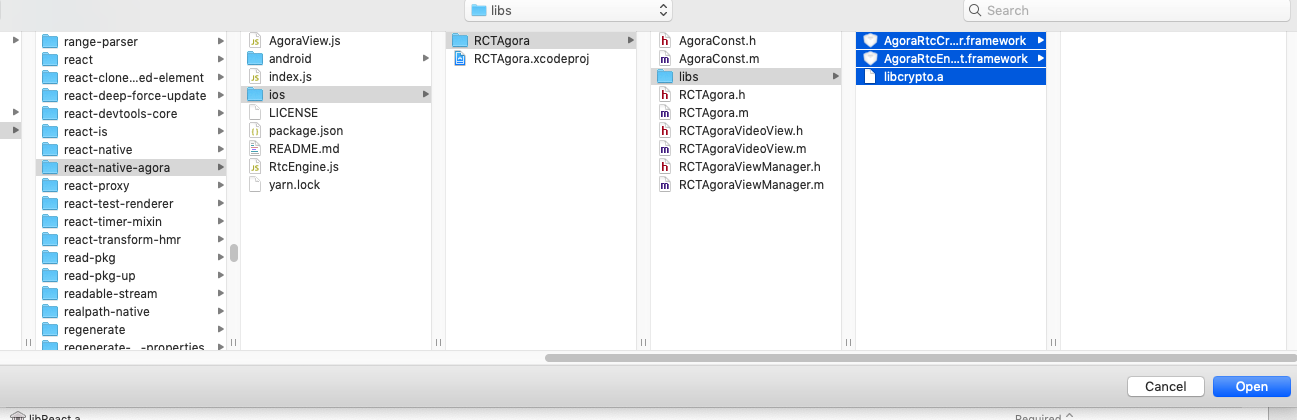 libs
Search
range-parser
react
react-clone...ed-element
react-deep-force-update
react-devtools-core
react-is
react-native
react-native-agora
react-proxy
react-test-renderer
react-timer-mixin
react-transform-hmr
read-pkg
read-pkg-up
readable-stream
realpath-native
regenerate
regenerate-...-properties
AgoraView.js
android
index.js
ios
LICENSE
package.json
README.md
RtcEngine.js
yarn.lock
RCTAgora
RCTAgora.xcodeproj
AgoraConst.h
AgoraConst.m
libs
RCTAgora.h
RCTAgora.m
RCTAgoraVideoView.h
RCTAgoraVideoView.m
RCTAgoraViewManager.h
RCTAgoraViewManager.m
AgoraRtcCr...r.framework
AgoraRtcEn...t.framework
libcrypto.a
Cancel
Open
libReact.a
Required